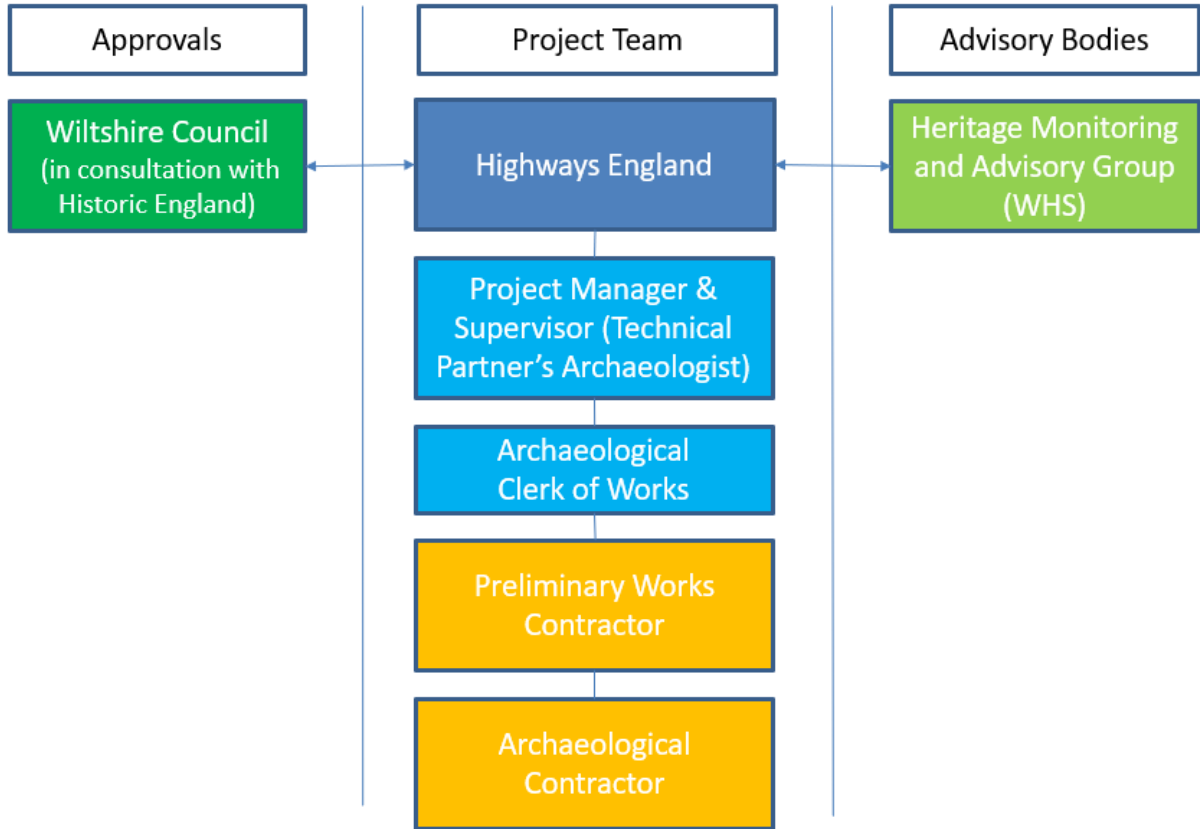 Approvals
Project Team
Advisory Bodies
Wiltshire Council
(in consultation with
Historic England)
Highways England
Heritage Monitoring
and Advisory Group
(WHS)
Project Manager &
Supervisor (Technical
Partner’s Archaeologist)
Archaeological
Clerk of Works
Preliminary Works
Contractor
Archaeological
Contractor